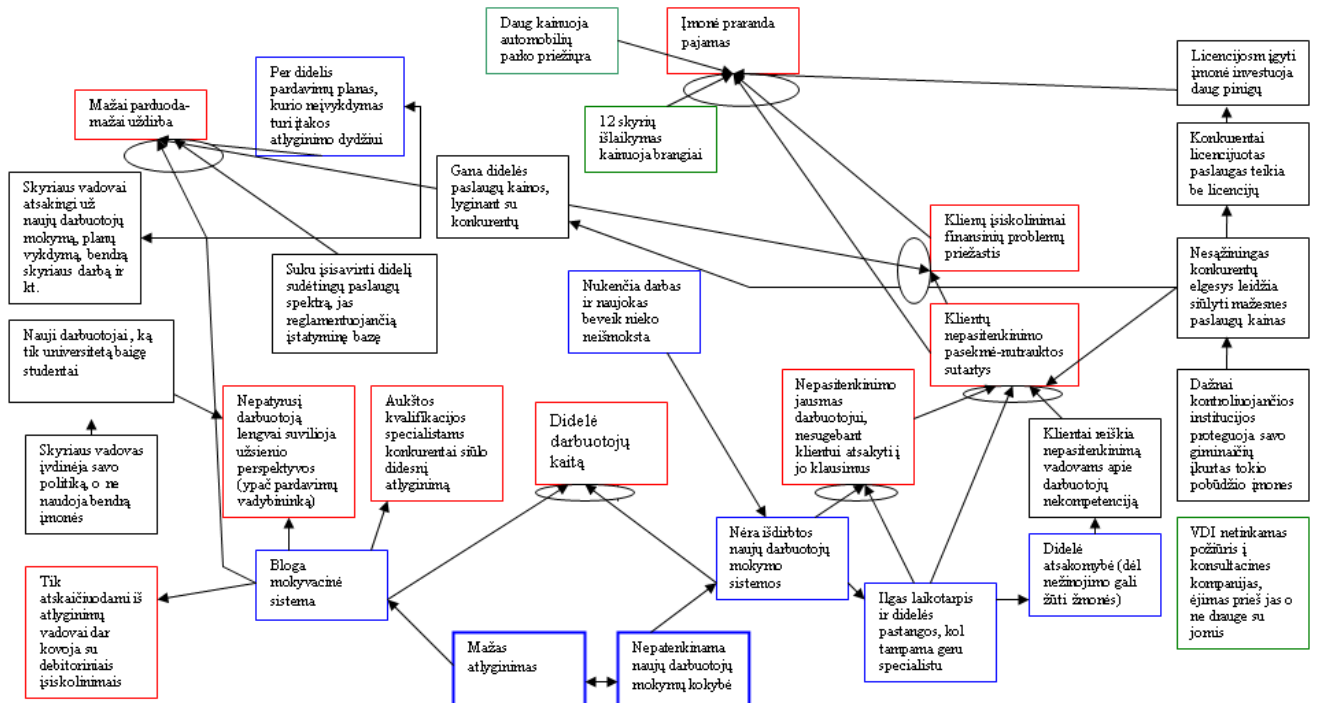 Daug kainuoja
automobilių
parko priežiųra
Įmonė praranda
pajamas
Licencijosm įgyti
įmonė investuoja
daug pinigų
Per didelis
pardavimų planas,
kurio neįvykdymas
turi įtakos
atlyginimo dydžiui
Mažai parduoda-
mažai uždirba
12 skyrių
išlaikymas
kainuoja brangiai
Konkurentai
licencijuotas
paslaugas teikia
be licencijų
Gana didelės
paslaugų kainos,
lyginant su
konkurentų
Skyriaus vadovai
atsakingi už
naujų darbuotojų
mokymą, planų
vykdymą, bendrą
skyriaus darbą ir
kt.
Klientų įsiskolinimai
finansinių problemų
priežastis
Nesąžiningas
konkurentų
elgesys leidžia
siūlyti mažesnes
paslaugų kainas
Suku įsisavinti didelį
sudėtingų paslaugų
spektrą, jas
reglamentuojančią
įstatyminę bazę
Nukenčia darbas
ir naujokas
beveik nieko
neišmoksta
Klientų
nepasitenkinimo
pasekmė-nutrauktos
sutartys
Nauji darbuotojai, ką
tik universitetą baigę
studentai
Nepatyrusį
darbuotoją
lengvai suvilioja
užsienio
perspektyvos
(ypač pardavimų
vadybininką)
Aukštos
kvalifikacijos
specialistams
konkurentai siūlo
didesnį
atlyginimą
Didelė
darbuotojų
kaitą
Nepasitenkinimo
jausmas
darbuotojui,
nesugebant
klientui atsakyti į
jo klausimus
Dažnai
kontroliuojančios
institucijos
proteguoja savo
giminaičių
įkurtas tokio
pobūdžio įmones
Klientai reiškia
nepasitenkinimą
vadovams apie
darbuotojų
nekompetenciją
Skyriaus vadovas
įvdinėja savo
politiką, o ne
naudoja bendrą
įmonės
Nėra išdirbtos
naujų darbuotojų
mokymo
sistemos
VDI netinkamas
požiūris į
konsultacines
kompanijas,
ėjimas prieš jas o
ne drauge su
jomis
Didelė
atsakomybė (dėl
nežinojimo gali
žūti žmonės)
Bloga
mokyvacinė
sistema
Tik
atskaičiuodami iš
atlyginimų
vadovai dar
kovoja su
debitoriniais
įsiskolinimais
Ilgas laikotarpis
ir didelės
pastangos, kol
tampama geru
specialistu
Mažas
atlyginimas
Nepatenkinama
naujų darbuotojų
mokymų kokybė